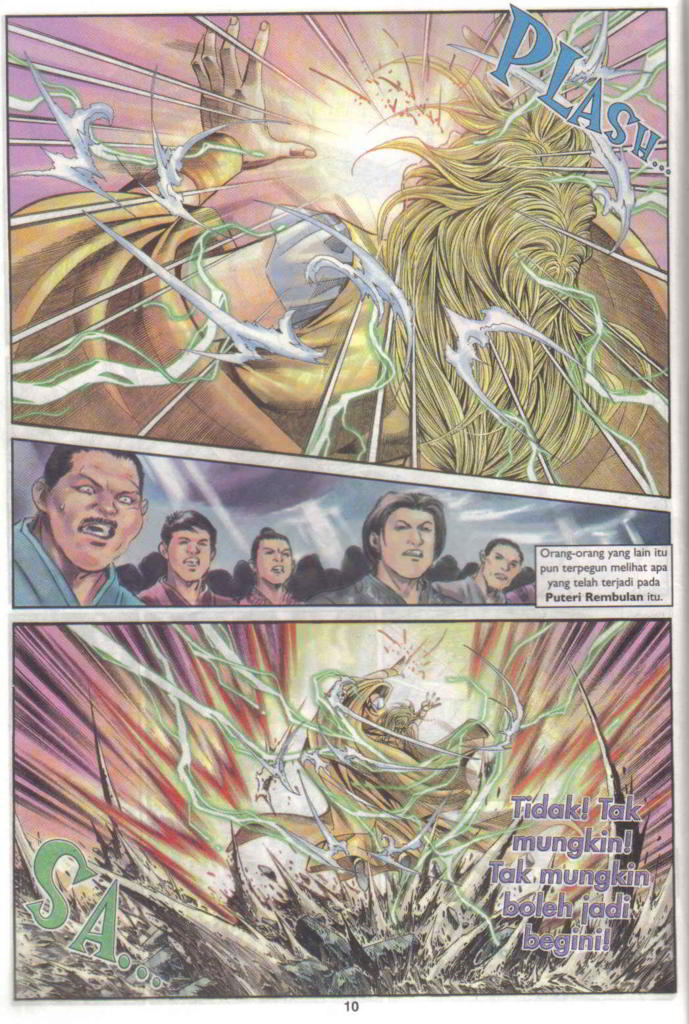 PLASH...
Orang-orang yang lain itu
pun terpegun melihat apa
yang telah terjadi pada
Puteri Rembulan itu.
Tidak! Tak
mungkin!
Tak mungkin
boleh jadi
begini!
SA...
10